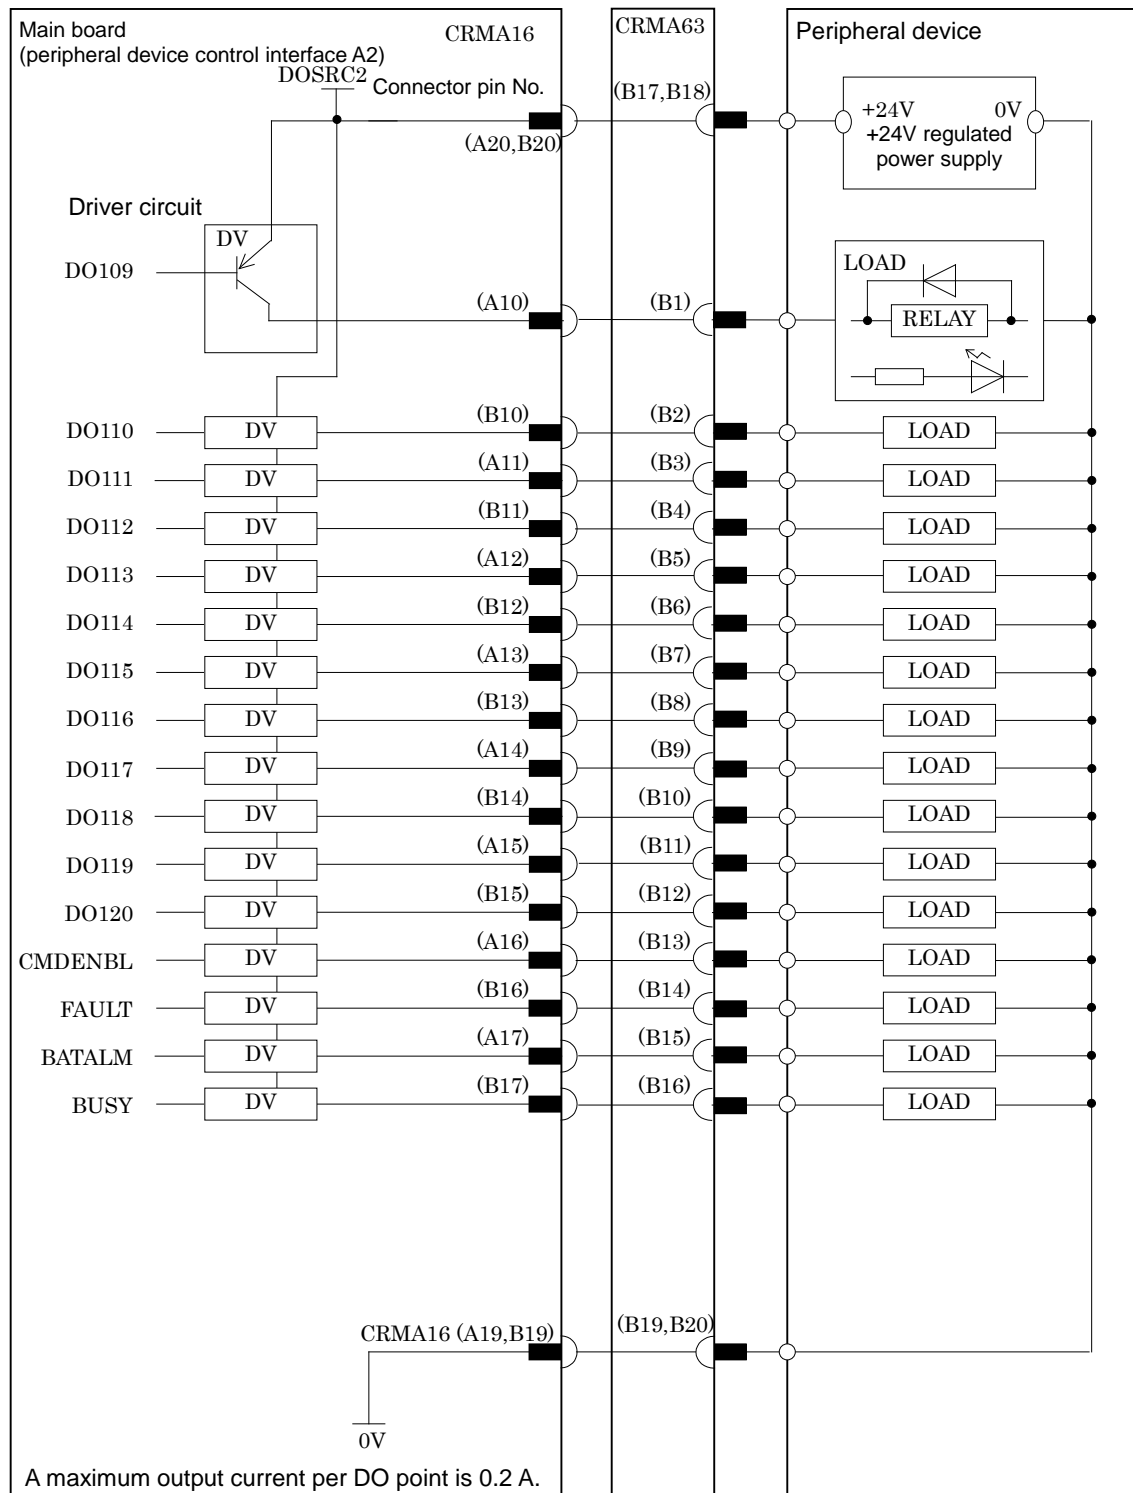 Main board
(peripheral device control interface A2)
CRMA16
CRMA63
Peripheral device
DOSRC2
Connector pin No.
(B17,B18)
(A20,B20)
+24V 0V
+24V regulated
power supply
Driver circuit
DV
DO109
(A10)
(B1)
LOAD
RELAY
DO110 DV (B10) (B2) LOAD
DO111 DV (A11) (B3) LOAD
DO112 DV (B11) (B4) LOAD
DO113 DV (A12) (B5) LOAD
DO114 DV (B12) (B6) LOAD
DO115 DV (A13) (B7) LOAD
DO116 DV (B13) (B8) LOAD
DO117 DV (A14) (B9) LOAD
DO118 DV (B14) (B10) LOAD
DO119 DV (A15) (B11) LOAD
DO120 DV (B15) (B12) LOAD
CMDENBL DV (A16) (B13) LOAD
FAULT DV (B16) (B14) LOAD
BATALM DV (A17) (B15) LOAD
BUSY DV (B17) (B16) LOAD
CRMA16 (A19,B19)
(B19,B20)
0V
A maximum output current per DO point is 0.2 A.